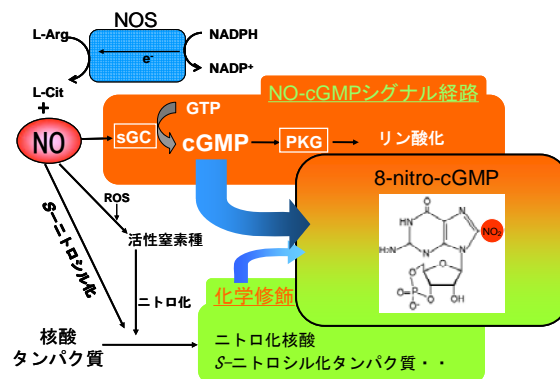 NOS
L-Arg
NADPH
e⁻
NADP⁺
L-Cit
+
NO
NO-cGMPシグナル経路
GTP
sGC
cGMP
PKG
リン酸化
8-nitro-cGMP
ROS
S-ニトロシル化
活性窒素種
ニトロ化
化学修飾
核酸
タンパク質
ニトロ化核酸
S-ニトロシル化タンパク質・・
O
HN
N
NO₂
H₂N
N
N
O
O
O=P
O⁻
O
OH